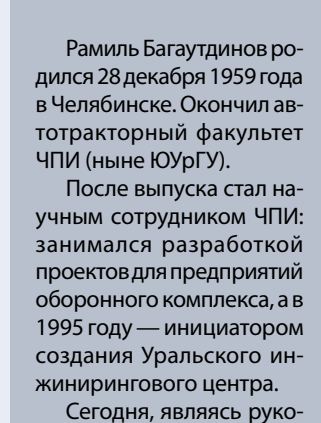 Рамиль Багаутдинов ро-
дился 28 декабря 1959 года
в Челябинске. Окончил ав-
тотракторный факультет
ЧПИ (ныне ЮУрГУ).
После выпуска стал на-
учным сотрудником ЧПИ:
занимался разработкой
проектов для предприятий
оборонного комплекса, а в
1995 году — инициатором
создания Уральского ин-
жинирингового центра.
Сегодня, являясь руко-